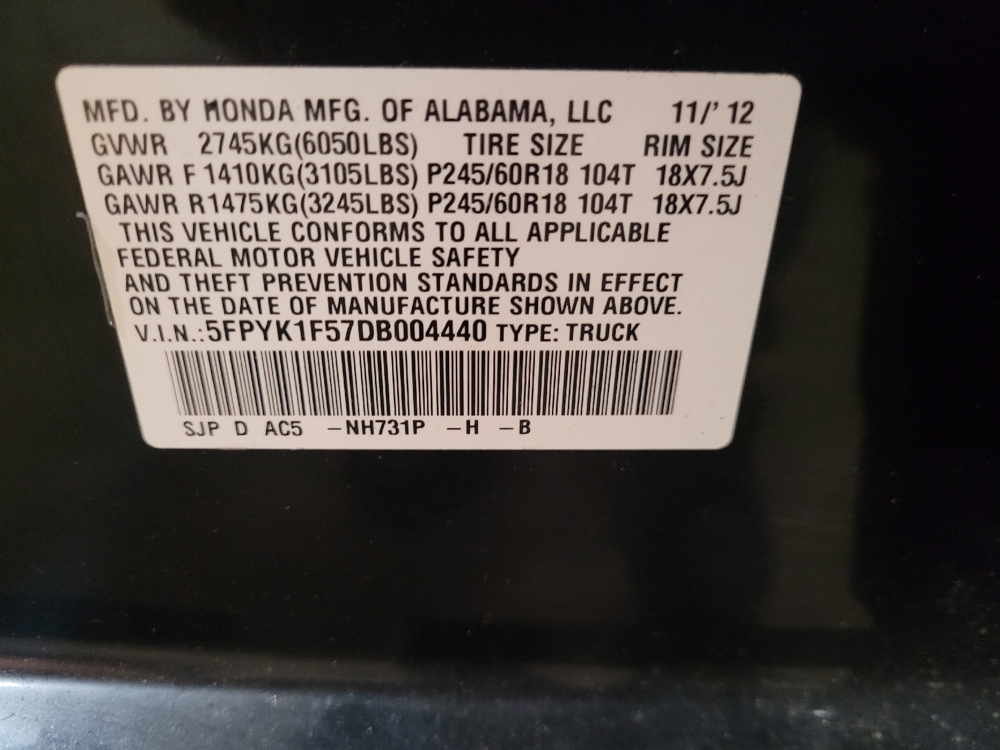 MFD. BY HONDA MFG. OF ALABAMA, LLC 11/'12
GVWR 2745KG(6050LBS) TIRE SIZE RIM SIZE
GAWR F 1410KG(3105LBS) P245/60R18 104T 18X7.5J
GAWR R1475KG(3245LBS) P245/60R18 104T 18X7.5J
THIS VEHICLE CONFORMS TO ALL APPLICABLE
FEDERAL MOTOR VEHICLE SAFETY
AND THEFT PREVENTION STANDARDS IN EFFECT
ON THE DATE OF MANUFACTURE SHOWN ABOVE.
V.I.N.:5FPYK1F57DB004440 TYPE: TRUCK
SJP D AC5 -NH731P -H -B